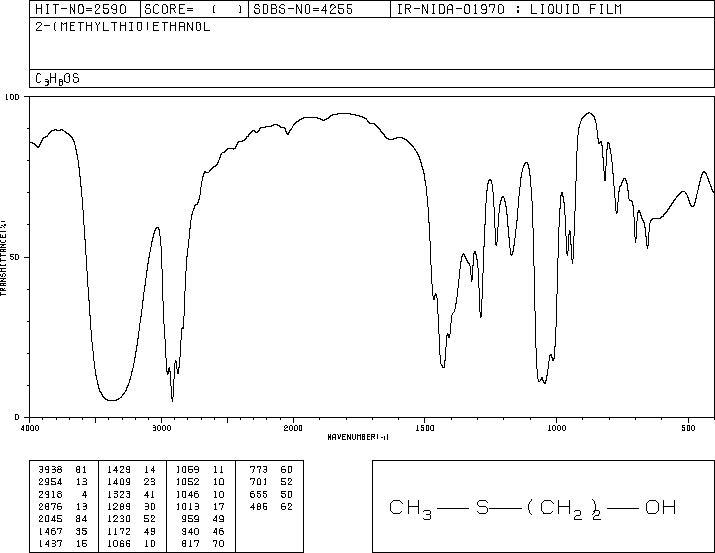 HIT-NO=2590 SCORE= ( ) SDBS-NO=4255 IR-NIDA-01970 : LIQUID FILM
2-(METHYLTHIO)ETHANOL
C3H8OS
100
50
0
TRANSMITTANCE(%)
4000 3000 2000 1500 1000 500
WAVENUMBER(-1)
3938 81 1429 14 1059 11 773 60
2954 13 1409 23 1052 10 701 52
2918 4 1323 41 1046 10 655 50
2876 13 1289 30 1013 17 486 62
2045 84 1230 52 959 49
1467 35 1172 49 940 46
1437 15 1066 10 817 70
CH3—S—(CH2)2—OH